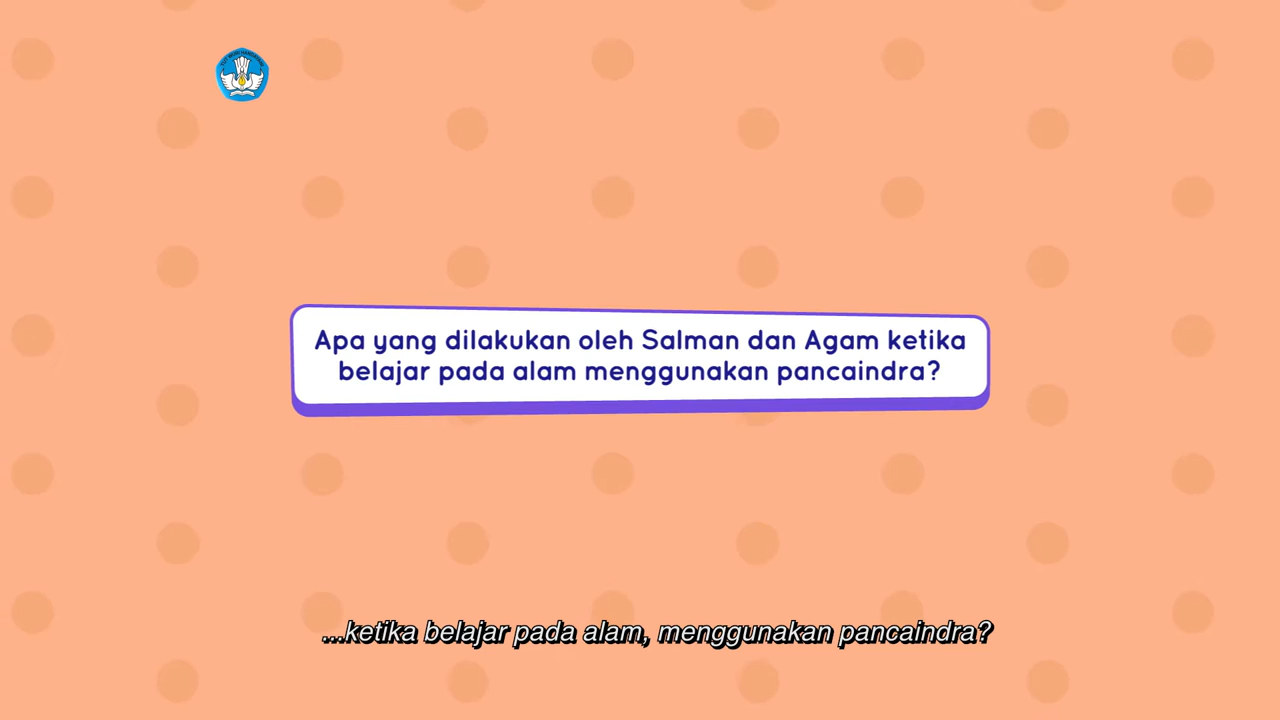 Apa yang dilakukan oleh Salman dan Agam ketika
belajar pada alam menggunakan pancaindra?
...ketika belajar pada alam, menggunakan pancaindra?